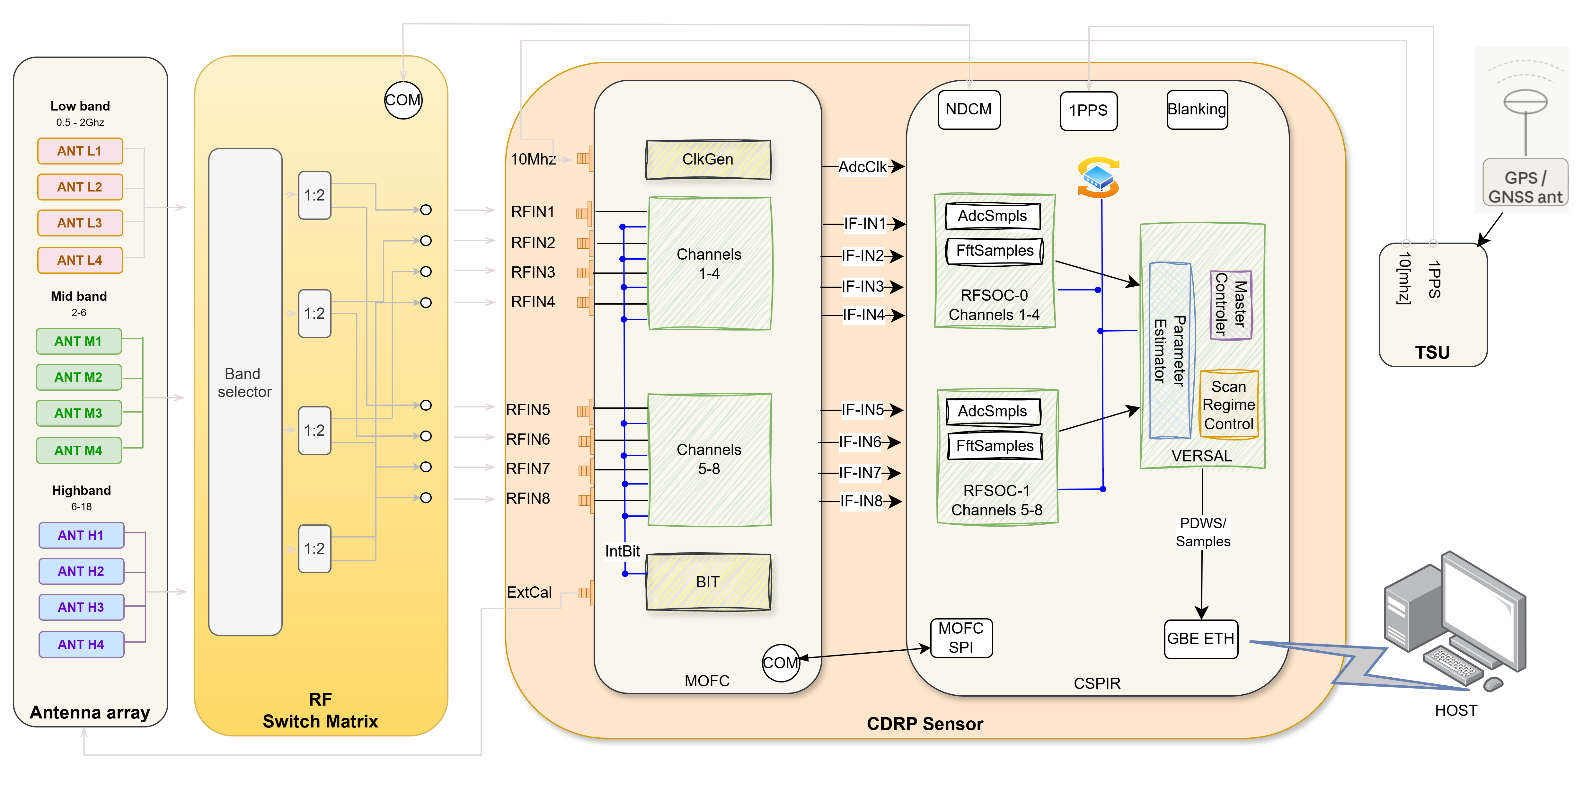 Low band
0.5 - 2Ghz
ANT L1
ANT L2
ANT L3
ANT L4
Mid band
2-6
ANT M1
ANT M2
ANT M3
ANT M4
Highband
6-18
ANT H1
ANT H2
ANT H3
ANT H4
Antenna array
COM
Band
selector
1:2
1:2
1:2
1:2
RF
Switch Matrix
10Mhz
RFIN1
RFIN2
RFIN3
RFIN4
RFIN5
RFIN6
RFIN7
RFIN8
ExtCal
ClkGen
Channels
1-4
Channels
5-8
IntBit
BIT
COM
MOFC
AdcClk
IF-IN1
IF-IN2
IF-IN3
IF-IN4
IF-IN5
IF-IN6
IF-IN7
IF-IN8
NDCM
1PPS
Blanking
AdcSmpls
FftSamples
RFSOC-0
Channels 1-4
AdcSmpls
FftSamples
RFSOC-1
Channels 5-8
Parameter
Estimator
Master
Controler
Scan
Regime
Control
VERSAL
PDWS/
Samples
MOFC
SPI
GBE ETH
CSPIR
CDRP Sensor
GPS /
GNSS ant
10[mhz]
1PPS
TSU
HOST